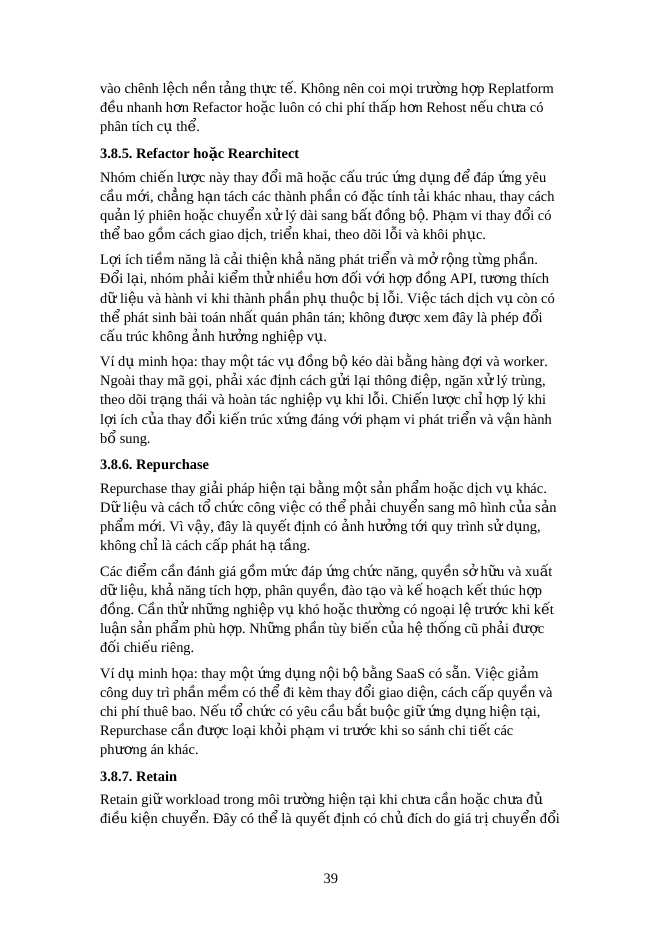 vào chênh lệch nền tảng thực tế. Không nên coi mọi trường hợp Replatform
đều nhanh hơn Refactor hoặc luôn có chi phí thấp hơn Rehost nếu chưa có
phân tích cụ thể.
3.8.5. Refactor hoặc Rearchitect
Nhóm chiến lược này thay đổi mã hoặc cấu trúc ứng dụng để đáp ứng yêu
cầu mới, chẳng hạn tách các thành phần có đặc tính tải khác nhau, thay cách
quản lý phiên hoặc chuyển xử lý dài sang bất đồng bộ. Phạm vi thay đổi có
thể bao gồm cách giao dịch, triển khai, theo dõi lỗi và khôi phục.
Lợi ích tiềm năng là cải thiện khả năng phát triển và mở rộng từng phần.
Đổi lại, nhóm phải kiểm thử nhiều hơn đối với hợp đồng API, tương thích
dữ liệu và hành vi khi thành phần phụ thuộc bị lỗi. Việc tách dịch vụ còn có
thể phát sinh bài toán nhất quán phân tán; không được xem đây là phép đổi
cấu trúc không ảnh hưởng nghiệp vụ.
Ví dụ minh họa: thay một tác vụ đồng bộ kéo dài bằng hàng đợi và worker.
Ngoài thay mã gọi, phải xác định cách gửi lại thông điệp, ngăn xử lý trùng,
theo dõi trạng thái và hoàn tác nghiệp vụ khi lỗi. Chiến lược chỉ hợp lý khi
lợi ích của thay đổi kiến trúc xứng đáng với phạm vi phát triển và vận hành
bổ sung.
3.8.6. Repurchase
Repurchase thay giải pháp hiện tại bằng một sản phẩm hoặc dịch vụ khác.
Dữ liệu và cách tổ chức công việc có thể phải chuyển sang mô hình của sản
phẩm mới. Vì vậy, đây là quyết định có ảnh hưởng tới quy trình sử dụng,
không chỉ là cách cấp phát hạ tầng.
Các điểm cần đánh giá gồm mức đáp ứng chức năng, quyền sở hữu và xuất
dữ liệu, khả năng tích hợp, phân quyền, đào tạo và kế hoạch kết thúc hợp
đồng. Cần thử những nghiệp vụ khó hoặc thường có ngoại lệ trước khi kết
luận sản phẩm phù hợp. Những phần tùy biến của hệ thống cũ phải được
đối chiếu riêng.
Ví dụ minh họa: thay một ứng dụng nội bộ bằng SaaS có sẵn. Việc giảm
công duy trì phần mềm có thể đi kèm thay đổi giao diện, cách cấp quyền và
chi phí thuê bao. Nếu tổ chức có yêu cầu bắt buộc giữ ứng dụng hiện tại,
Repurchase cần được loại khỏi phạm vi trước khi so sánh chi tiết các
phương án khác.
3.8.7. Retain
Retain giữ workload trong môi trường hiện tại khi chưa cần hoặc chưa đủ
điều kiện chuyển. Đây có thể là quyết định có chủ đích do giá trị chuyển đổi
39